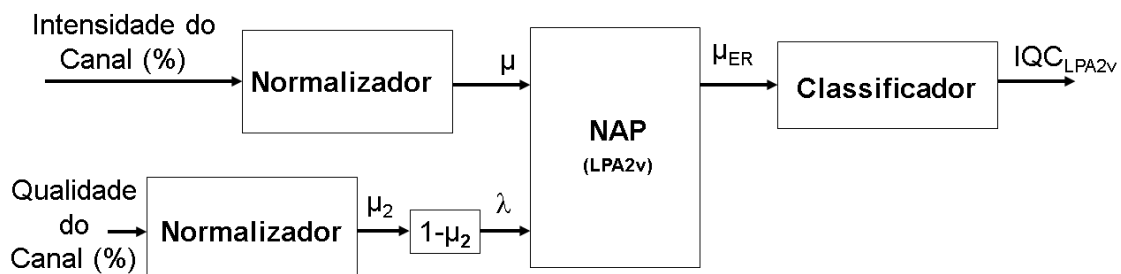 Intensidade do
Canal (%)
Normalizador
μ
NAP
(LPA2v)
μER
Classificador
IQCLPA2v
Qualidade
do
Canal (%)
Normalizador
μ2
1-μ2
λ